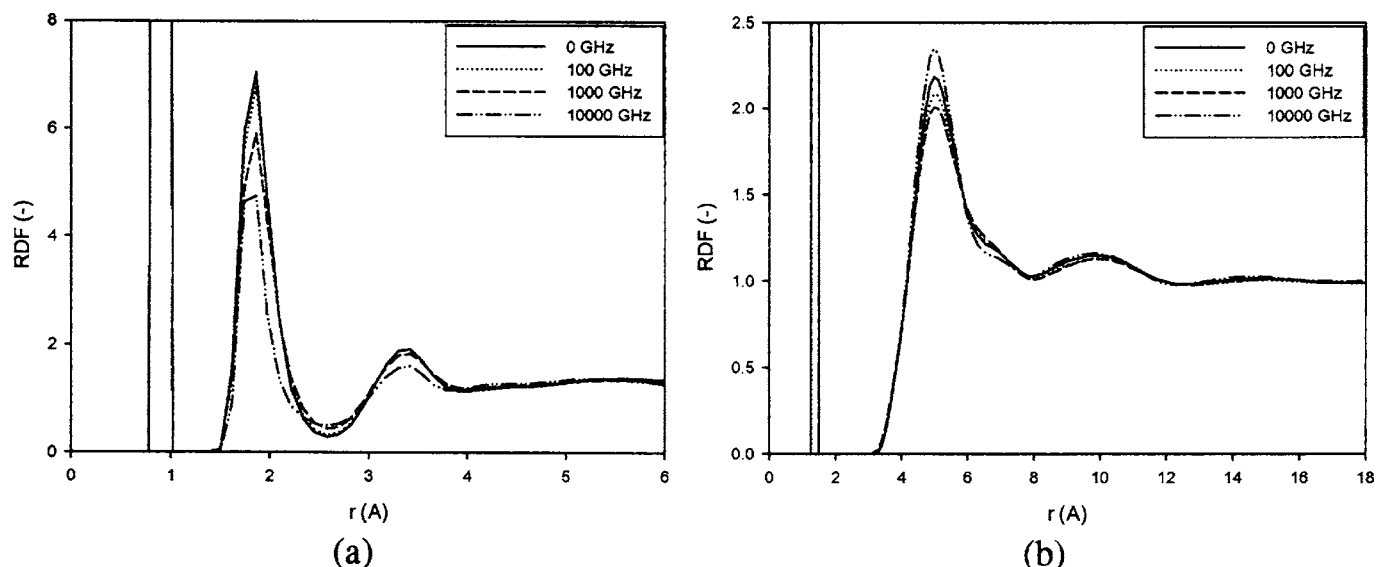 8
6
4
2
0
RDF (-)
0 GHz
100 GHz
1000 GHz
10000 GHz
0 1 2 3 4 5 6
r (A)
(a)
2.5
2.0
1.5
1.0
0.5
0.0
RDF (-)
0 GHz
100 GHz
1000 GHz
10000 GHz
0 2 4 6 8 10 12 14 16 18
r (A)
(b)